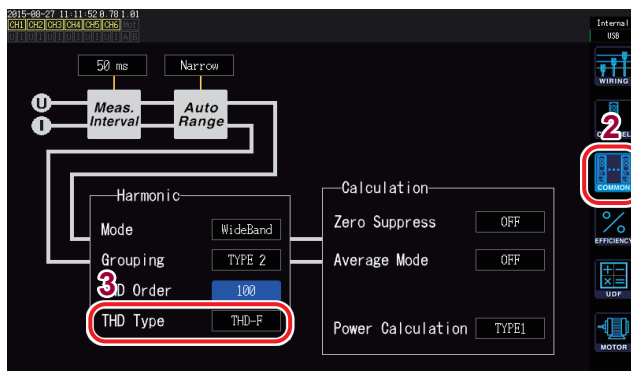 2015-08-27 11:11:52 0.78 1.01
CH1 CH2 CH3 CH4 CH5 CH6 Mot
U I U I U I U I U I U I A B
Internal
USB
50 ms
Narrow
U
I
Meas. Interval
Auto Range
Harmonic
Mode WideBand
Grouping TYPE 2
Order 100
THD Type THD-F
3
Calculation
Zero Suppress OFF
Average Mode OFF
Power Calculation TYPE1
WIRING
2
COMMON
EFFICIENCY
UDF
MOTOR